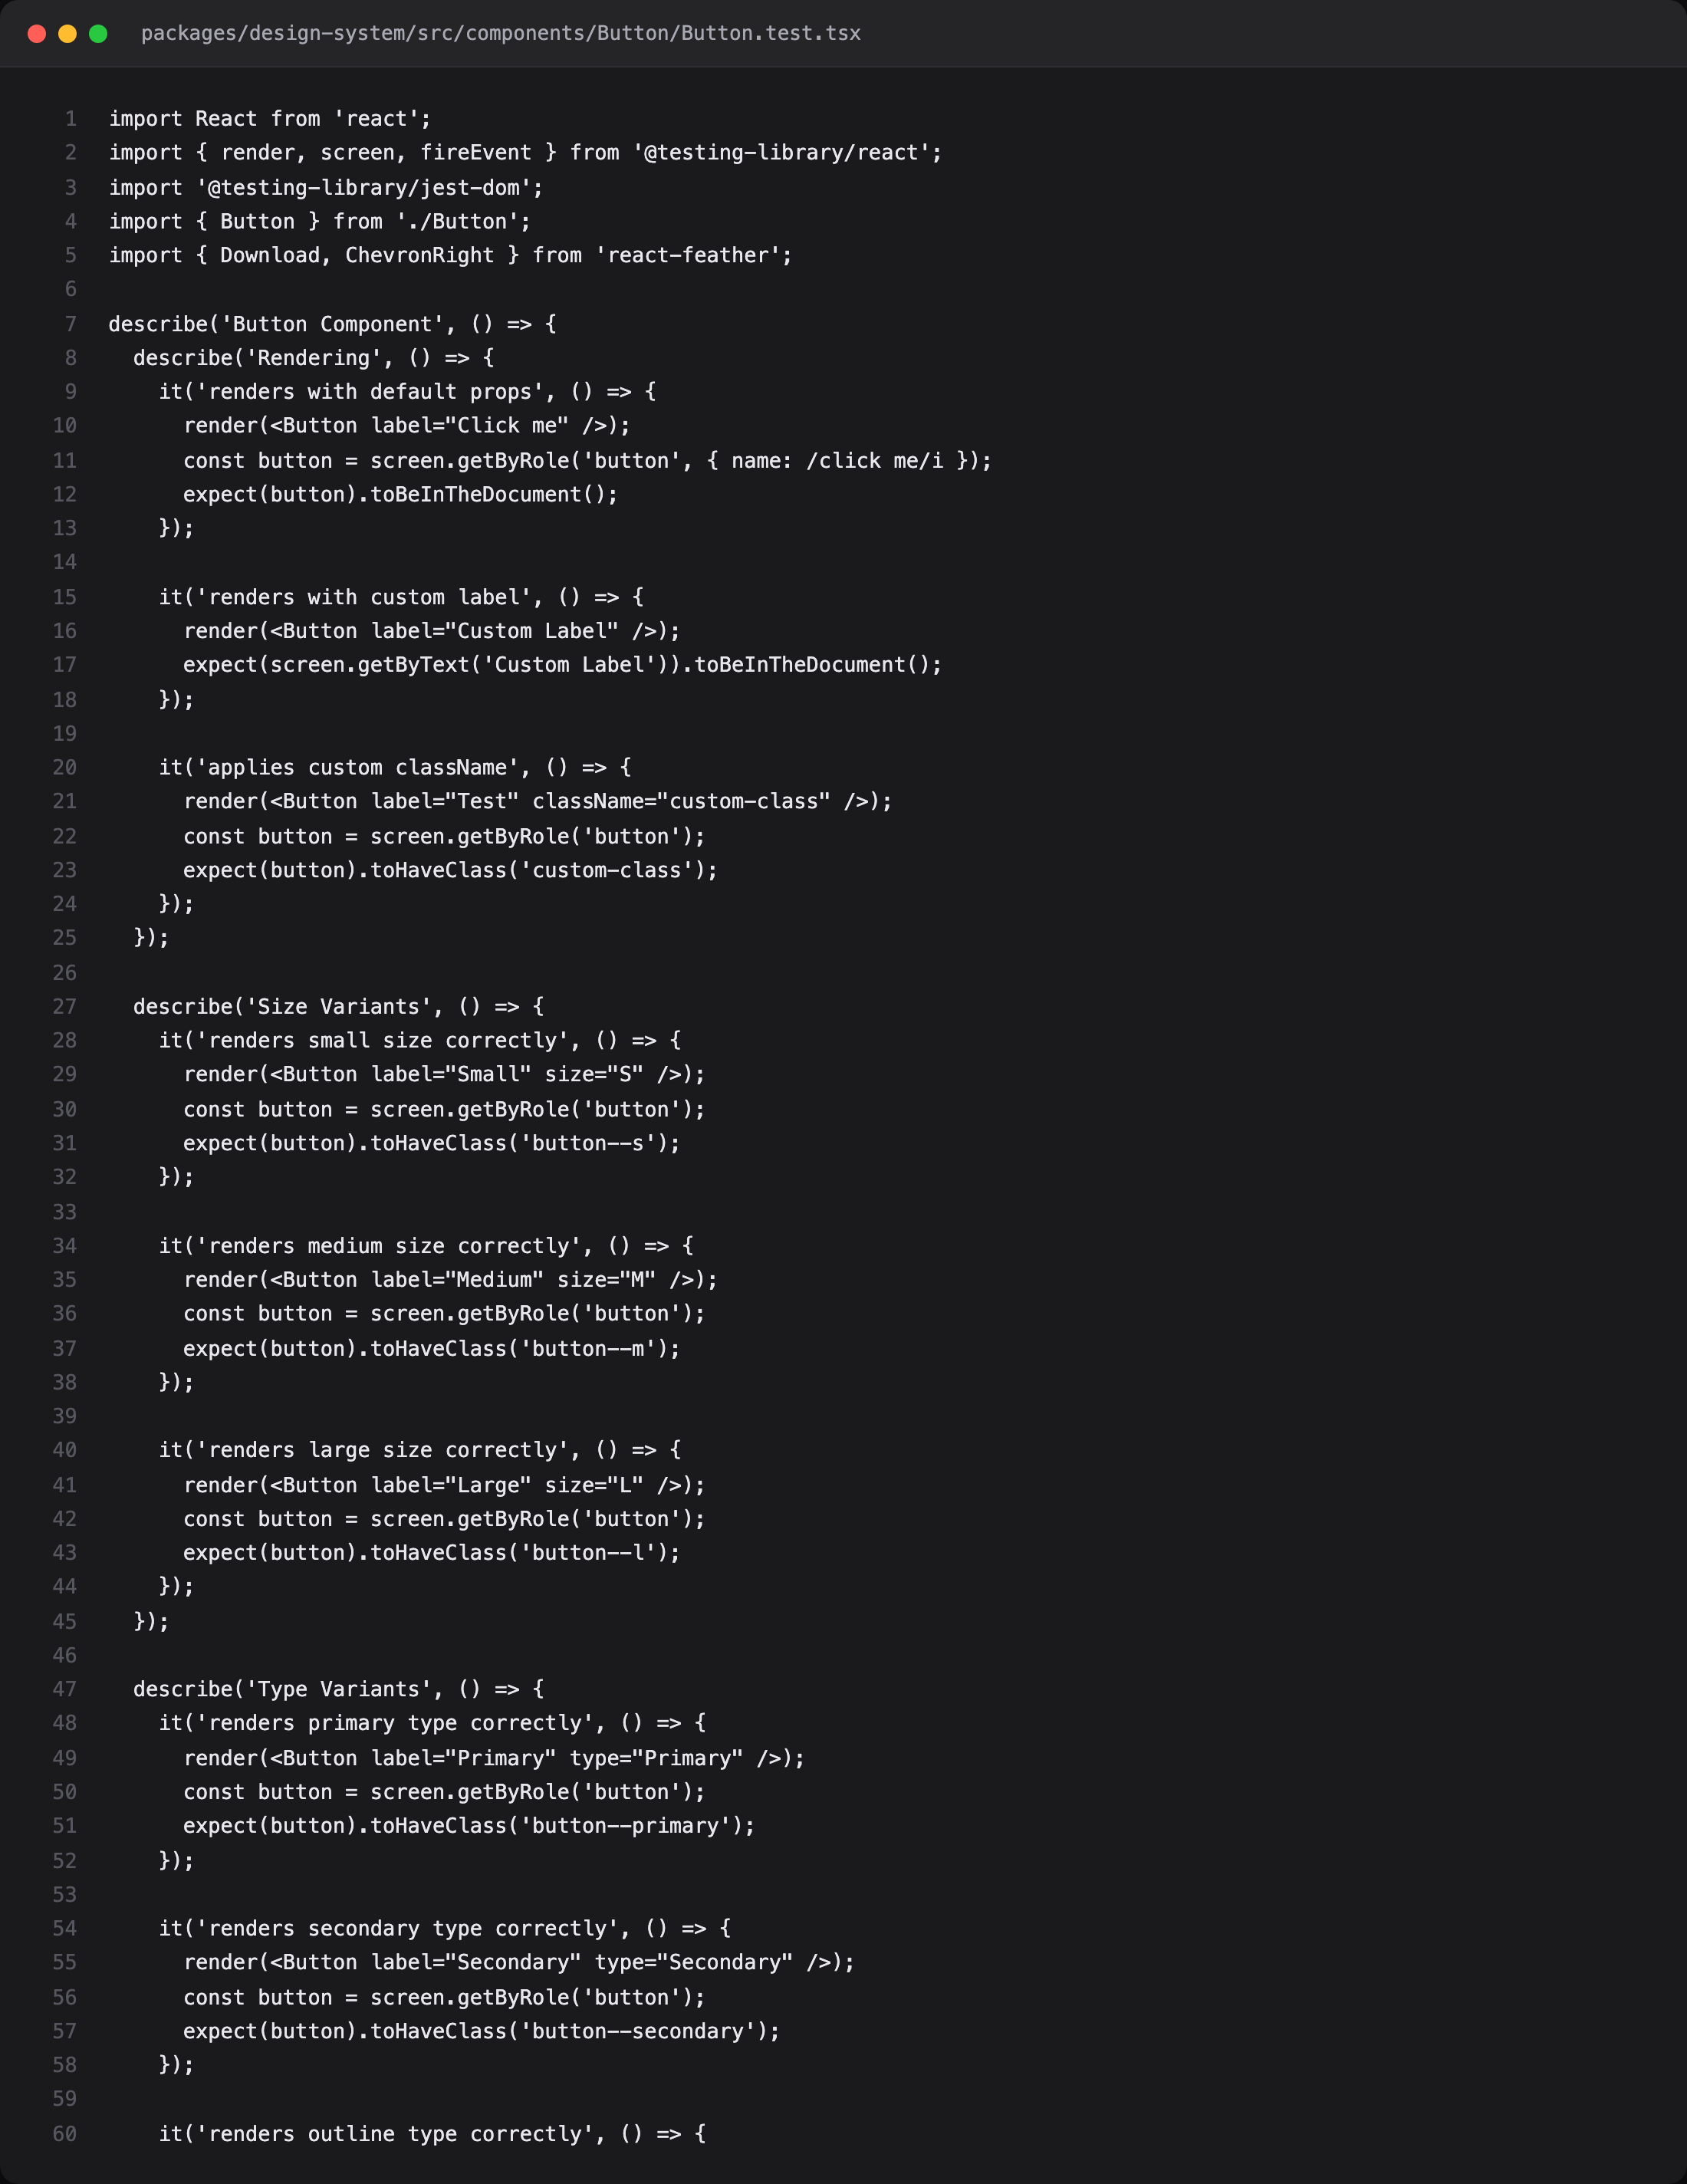 packages/design-system/src/components/Button/Button.test.tsx
1 import React from 'react';
2 import { render, screen, fireEvent } from '@testing-library/react';
3 import '@testing-library/jest-dom';
4 import { Button } from './Button';
5 import { Download, ChevronRight } from 'react-feather';
6
7 describe('Button Component', () => {
8   describe('Rendering', () => {
9     it('renders with default props', () => {
10       render(<Button label="Click me" />);
11       const button = screen.getByRole('button', { name: /click me/i });
12       expect(button).toBeInTheDocument();
13     });
14
15     it('renders with custom label', () => {
16       render(<Button label="Custom Label" />);
17       expect(screen.getByText('Custom Label')).toBeInTheDocument();
18     });
19
20     it('applies custom className', () => {
21       render(<Button label="Test" className="custom-class" />);
22       const button = screen.getByRole('button');
23       expect(button).toHaveClass('custom-class');
24     });
25   });
26
27   describe('Size Variants', () => {
28     it('renders small size correctly', () => {
29       render(<Button label="Small" size="S" />);
30       const button = screen.getByRole('button');
31       expect(button).toHaveClass('button--s');
32     });
33
34     it('renders medium size correctly', () => {
35       render(<Button label="Medium" size="M" />);
36       const button = screen.getByRole('button');
37       expect(button).toHaveClass('button--m');
38     });
39
40     it('renders large size correctly', () => {
41       render(<Button label="Large" size="L" />);
42       const button = screen.getByRole('button');
43       expect(button).toHaveClass('button--l');
44     });
45   });
46
47   describe('Type Variants', () => {
48     it('renders primary type correctly', () => {
49       render(<Button label="Primary" type="Primary" />);
50       const button = screen.getByRole('button');
51       expect(button).toHaveClass('button--primary');
52     });
53
54     it('renders secondary type correctly', () => {
55       render(<Button label="Secondary" type="Secondary" />);
56       const button = screen.getByRole('button');
57       expect(button).toHaveClass('button--secondary');
58     });
59
60     it('renders outline type correctly', () => {